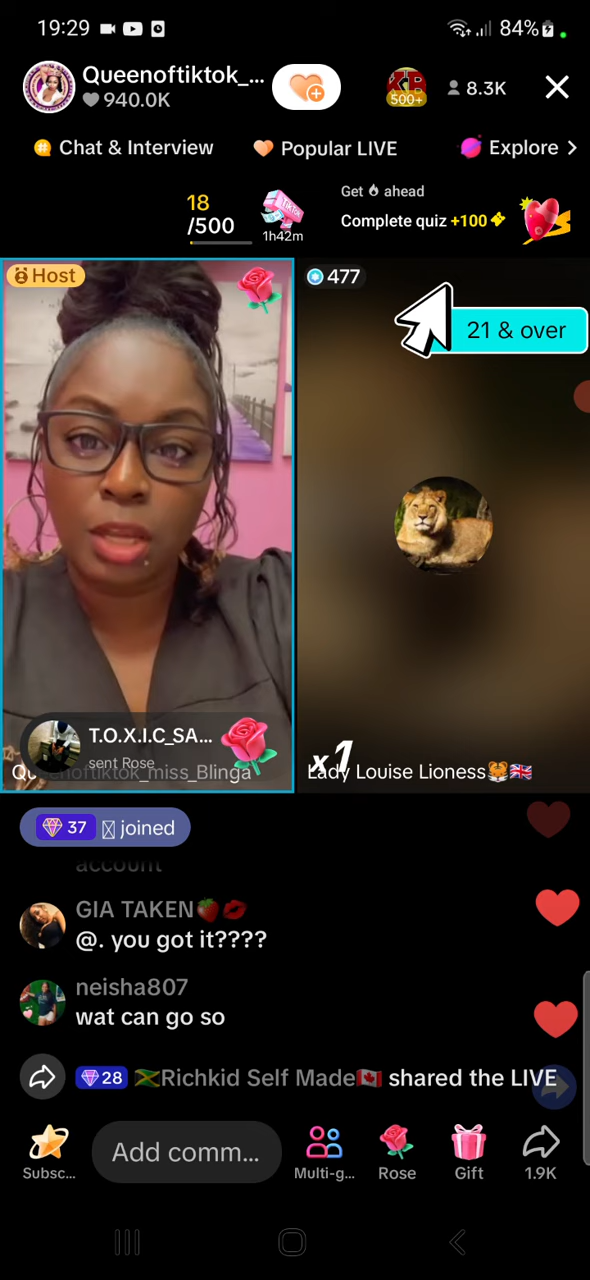 19:29
84%
Queenoftiktok_...
940.0K
500+
8.3K
Chat & Interview
Popular LIVE
Explore
18
/500
TikTok
1h42m
Get ahead
Complete quiz +100
Host
477
21 & over
T.O.X.I.C_SA...
sent Rose
x1
Queenoftiktok_miss_Blinga
Lady Louise Lioness🐯🇬🇧
37 joined
account
GIA TAKEN🍓💋
@. you got it????
neisha807
wat can go so
28 🇯🇲Richkid Self Made🇨🇦 shared the LIVE
Subsc...
Add comm...
Multi-g...
Rose
Gift
1.9K